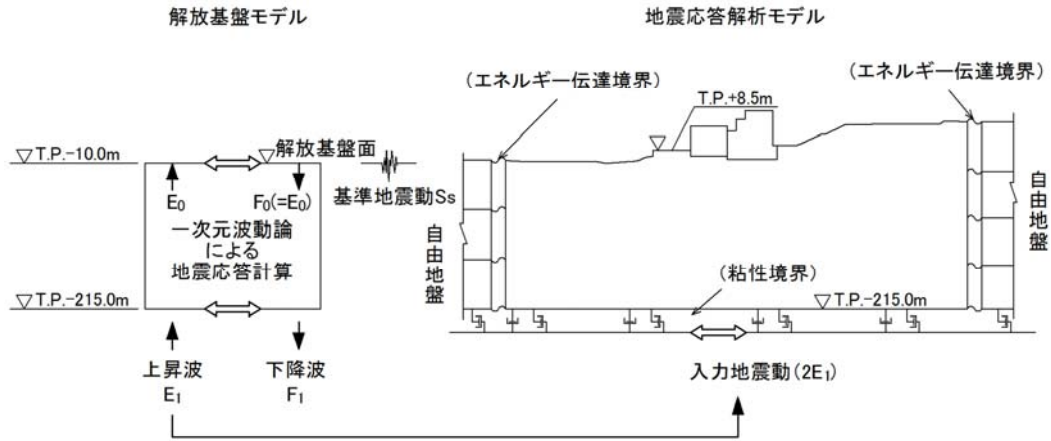 解放基盤モデル
地震応答解析モデル
(エネルギー伝達境界)
(エネルギー伝達境界)
T.P.+8.5m
T.P.-10.0m
解放基盤面
基準地震動Ss
E₀
F₀(=E₀)
一次元波動論
による
地震応答計算
自由地盤
自由地盤
(粘性境界)
T.P.-215.0m
T.P.-215.0m
上昇波
E₁
下降波
F₁
入力地震動(2E₁)